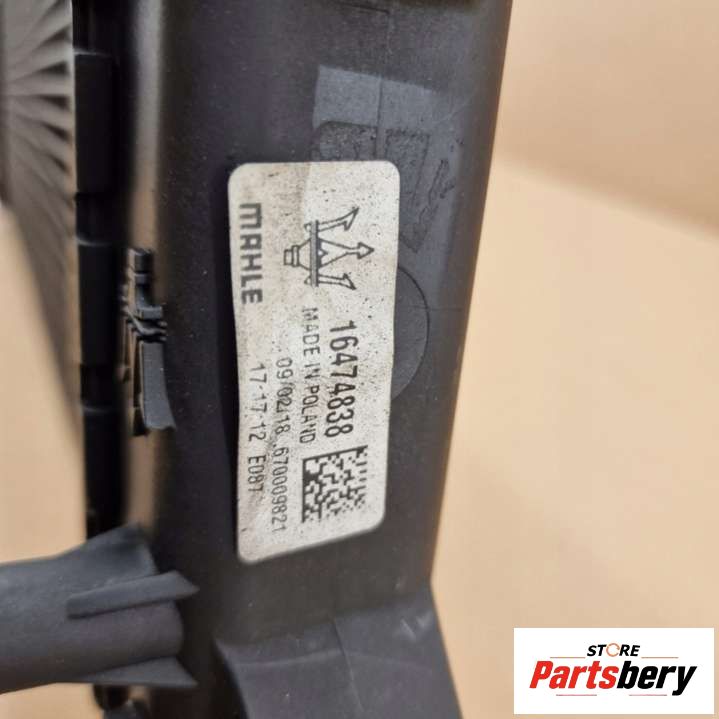 MAHLE
16474838
MADE IN POLAND
09/02/18 670009821
17-17-12 E087
STORE
Partsbery